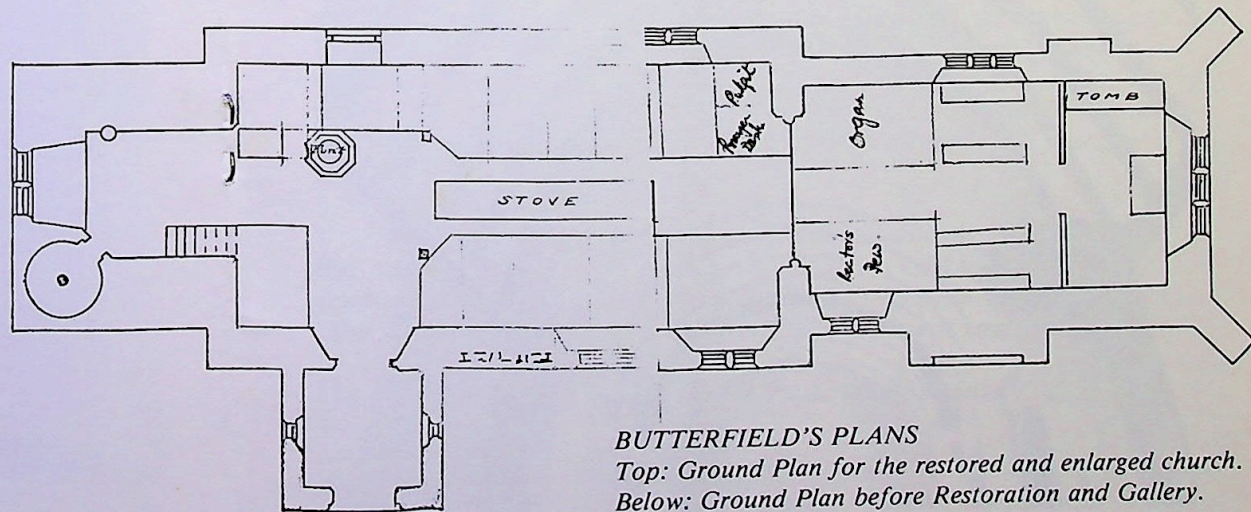 Font
STOVE
Pulpit
Prayer
Desk
Organ
TOMB
Rector's
Pew.
BUTTERFIELD'S PLANS
Top: Ground Plan for the restored and enlarged church.
Below: Ground Plan before Restoration and Gallery.